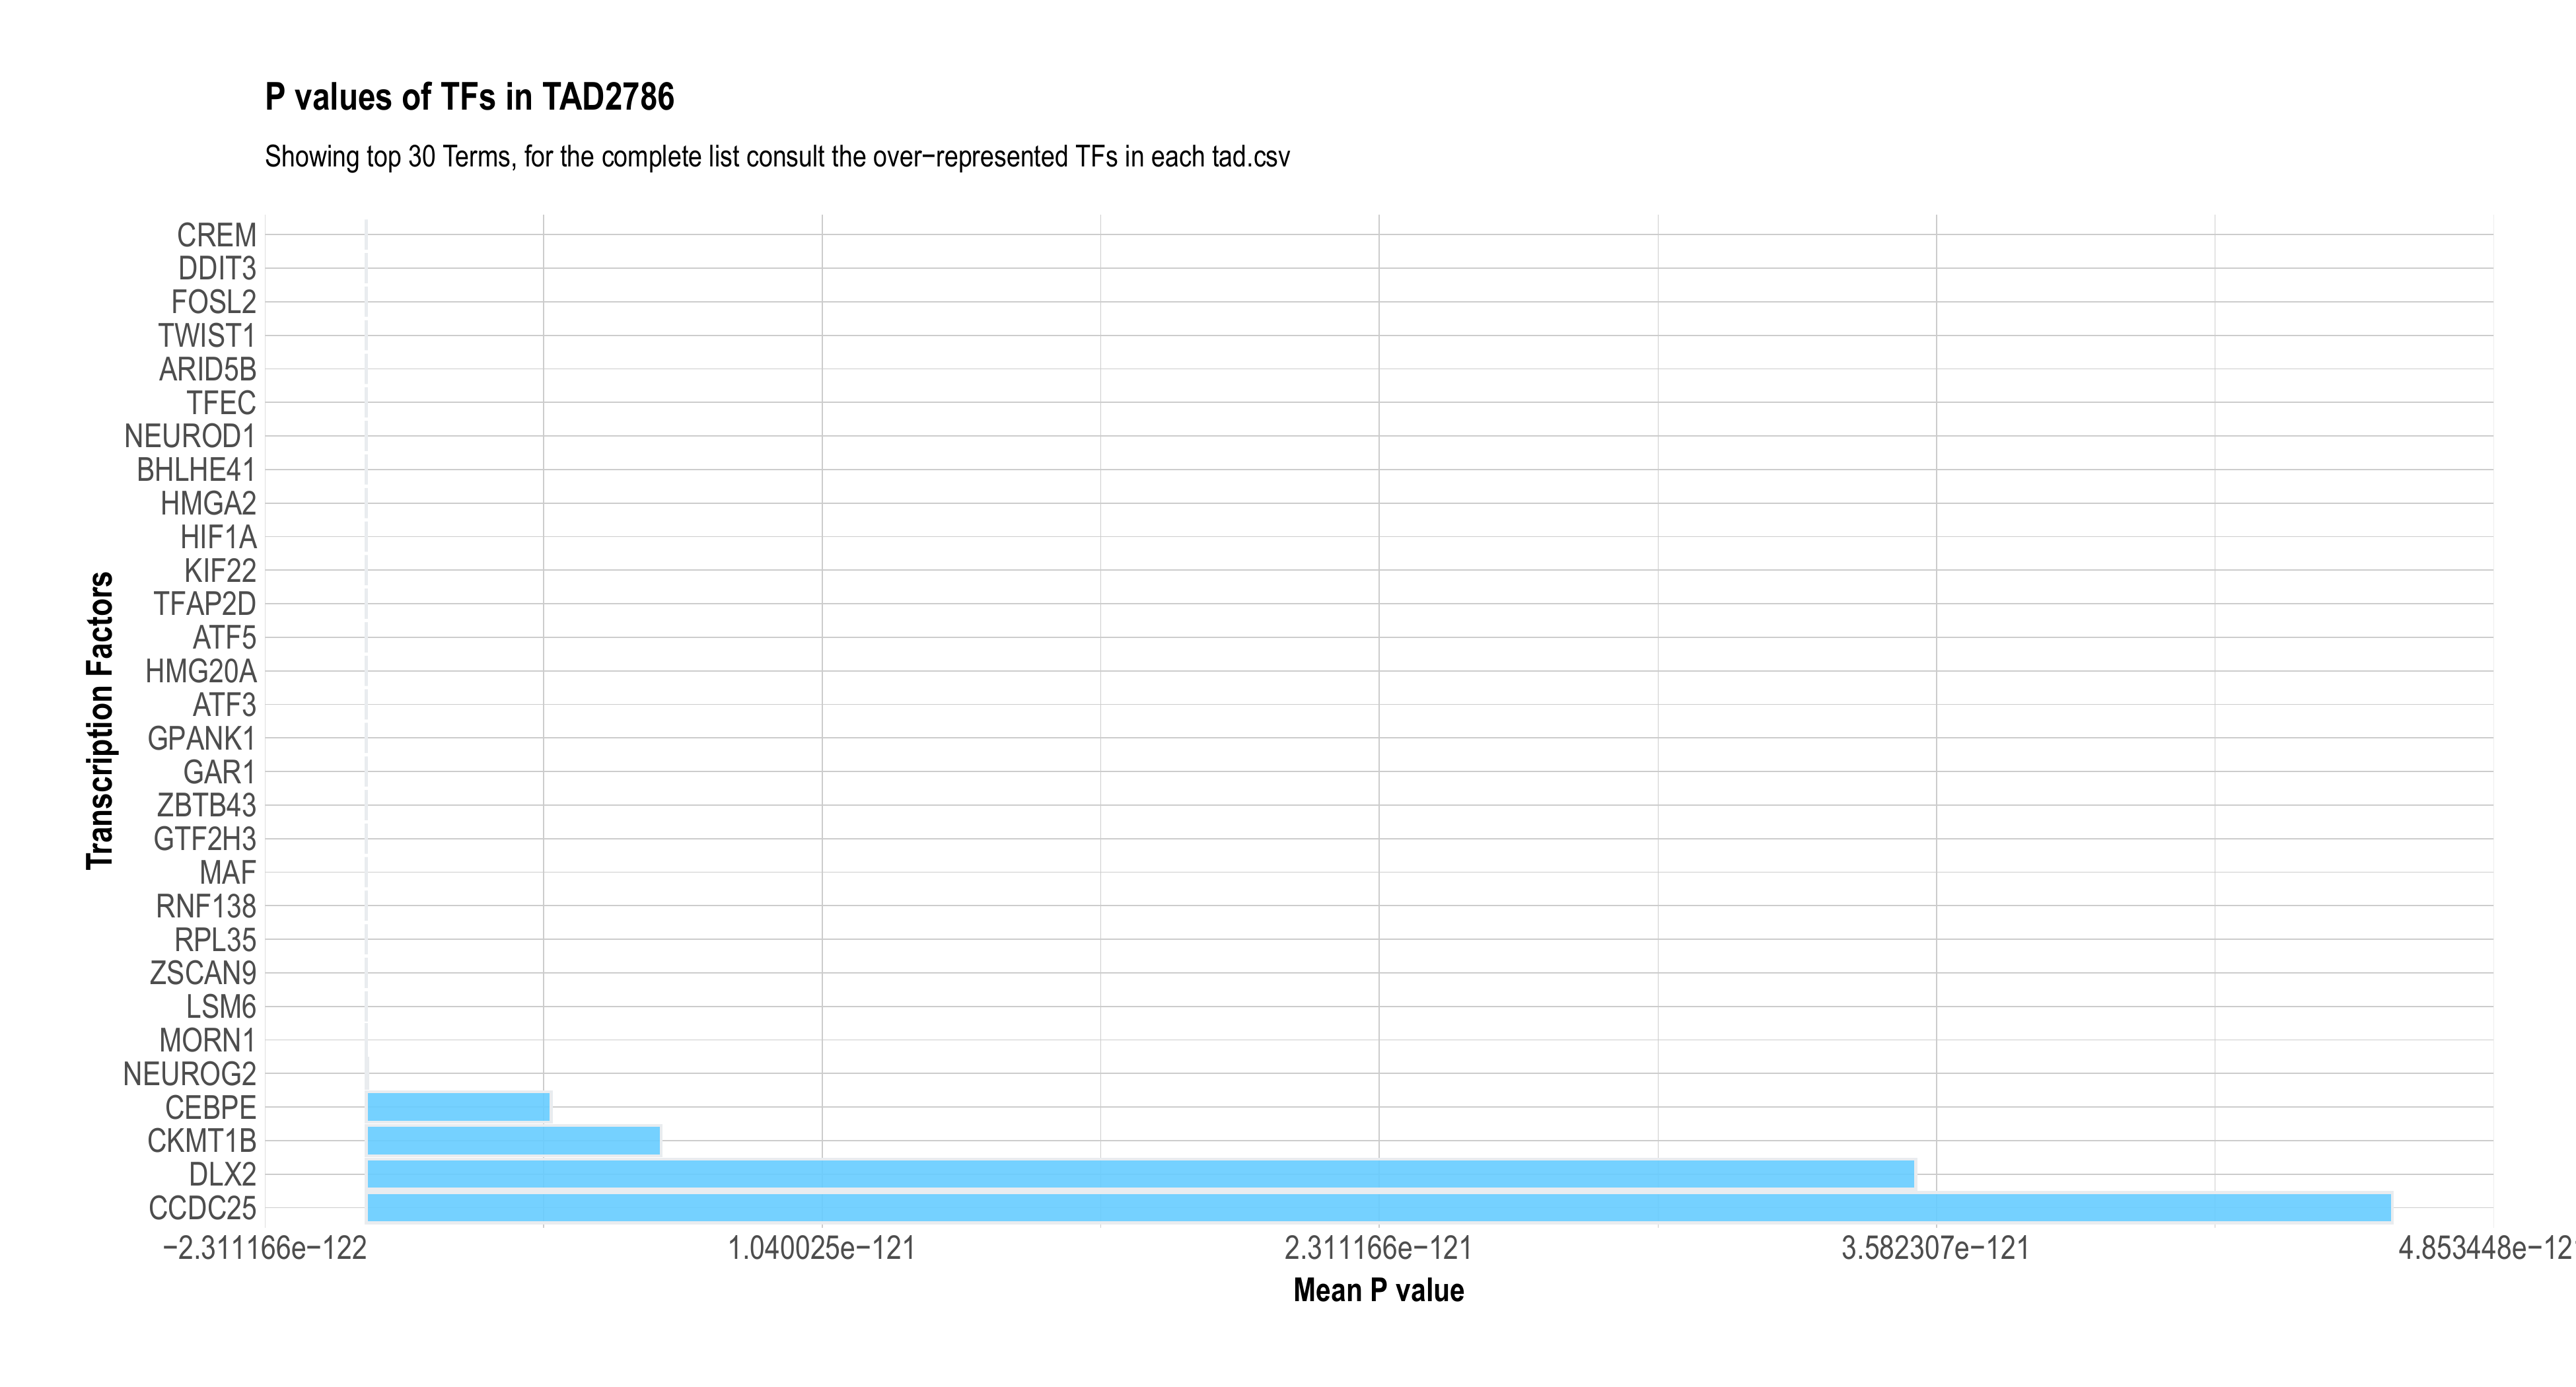 P values of TFs in TAD2786
Showing top 30 Terms, for the complete list consult the over−represented TFs in each tad.csv
Transcription Factors
CREM
DDIT3
FOSL2
TWIST1
ARID5B
TFEC
NEUROD1
BHLHE41
HMGA2
HIF1A
KIF22
TFAP2D
ATF5
HMG20A
ATF3
GPANK1
GAR1
ZBTB43
GTF2H3
MAF
RNF138
RPL35
ZSCAN9
LSM6
MORN1
NEUROG2
CEBPE
CKMT1B
DLX2
CCDC25
−2.311166e−122 1.040025e−121 2.311166e−121 3.582307e−121 4.853448e−121
Mean P value